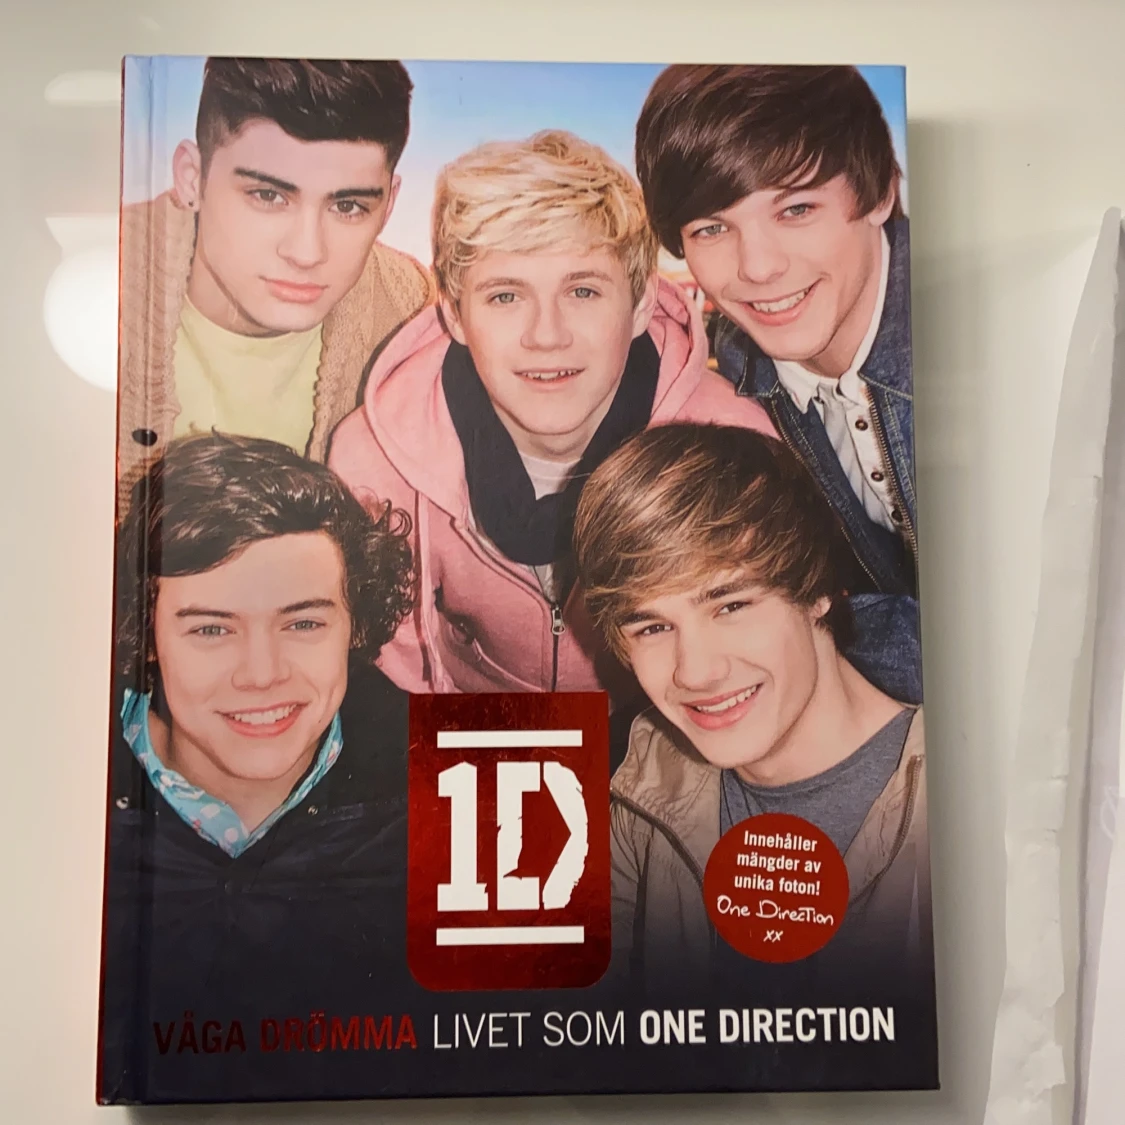 1D
Innehåller
mängder av
unika foton!
One Direction
xx
VÅGA DRÖMMA LIVET SOM ONE DIRECTION